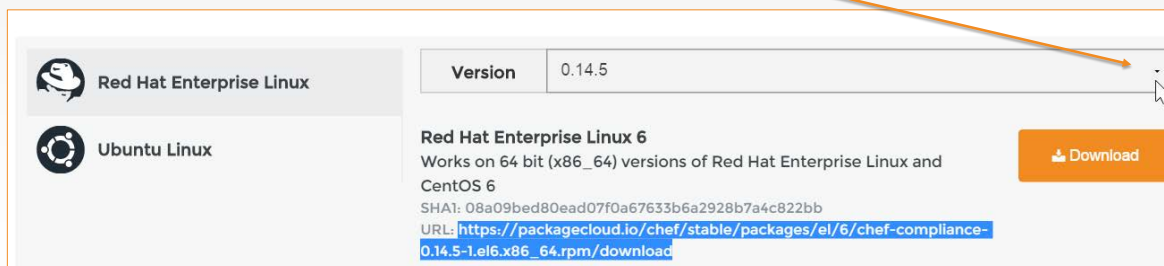 Red Hat Enterprise Linux
Ubuntu Linux
Version 0.14.5
Red Hat Enterprise Linux 6
Works on 64 bit (x86_64) versions of Red Hat Enterprise Linux and
CentOS 6
SHA1: 08a09bed80ead07f0a67633b6a2928b7a4c822bb
URL: https://packagecloud.io/chef/stable/packages/el/6/chef-compliance-
0.14.5-1.el6.x86_64.rpm/download
Download